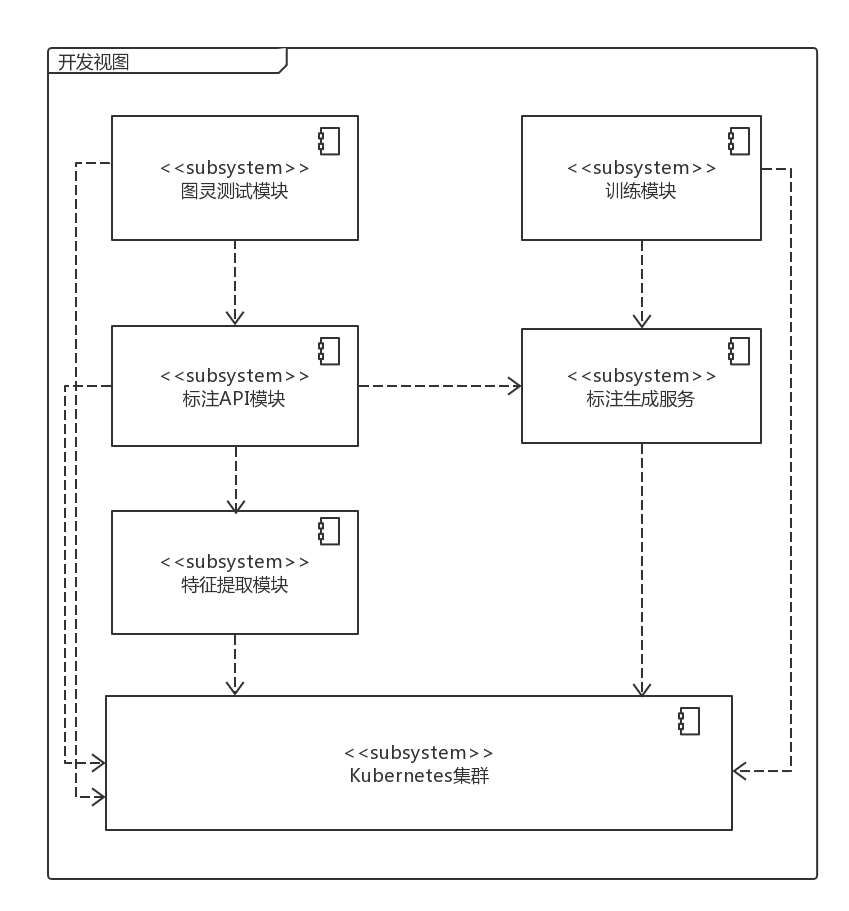 开发视图
<<subsystem>>
图灵测试模块
<<subsystem>>
训练模块
<<subsystem>>
标注API模块
<<subsystem>>
标注生成服务
<<subsystem>>
特征提取模块
<<subsystem>>
Kubernetes集群